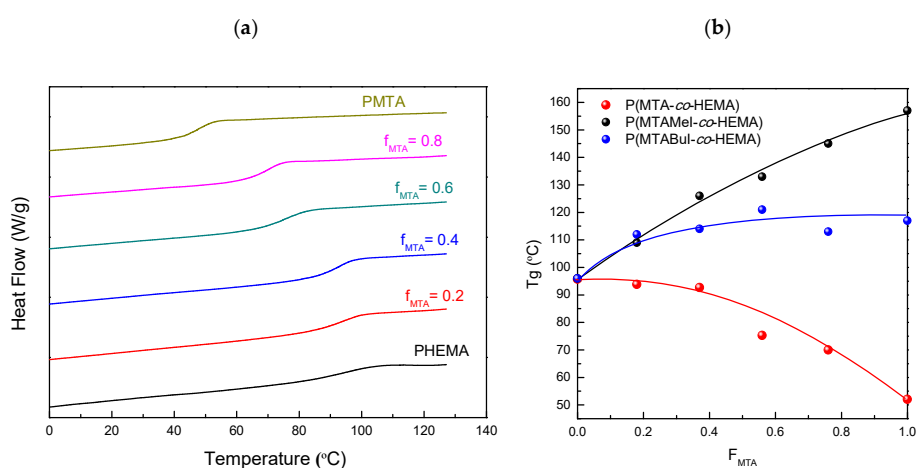 (a)
(b)
PMTA
f_MTA= 0.8
f_MTA= 0.6
f_MTA= 0.4
f_MTA= 0.2
PHEMA
Heat Flow (W/g)
0 20 40 60 80 100 120 140
Temperature (°C)
P(MTA-co-HEMA)
P(MTAMeI-co-HEMA)
P(MTABuI-co-HEMA)
160
150
140
130
120
110
100
90
80
70
60
50
Tg (°C)
0.0 0.2 0.4 0.6 0.8 1.0
F_MTA